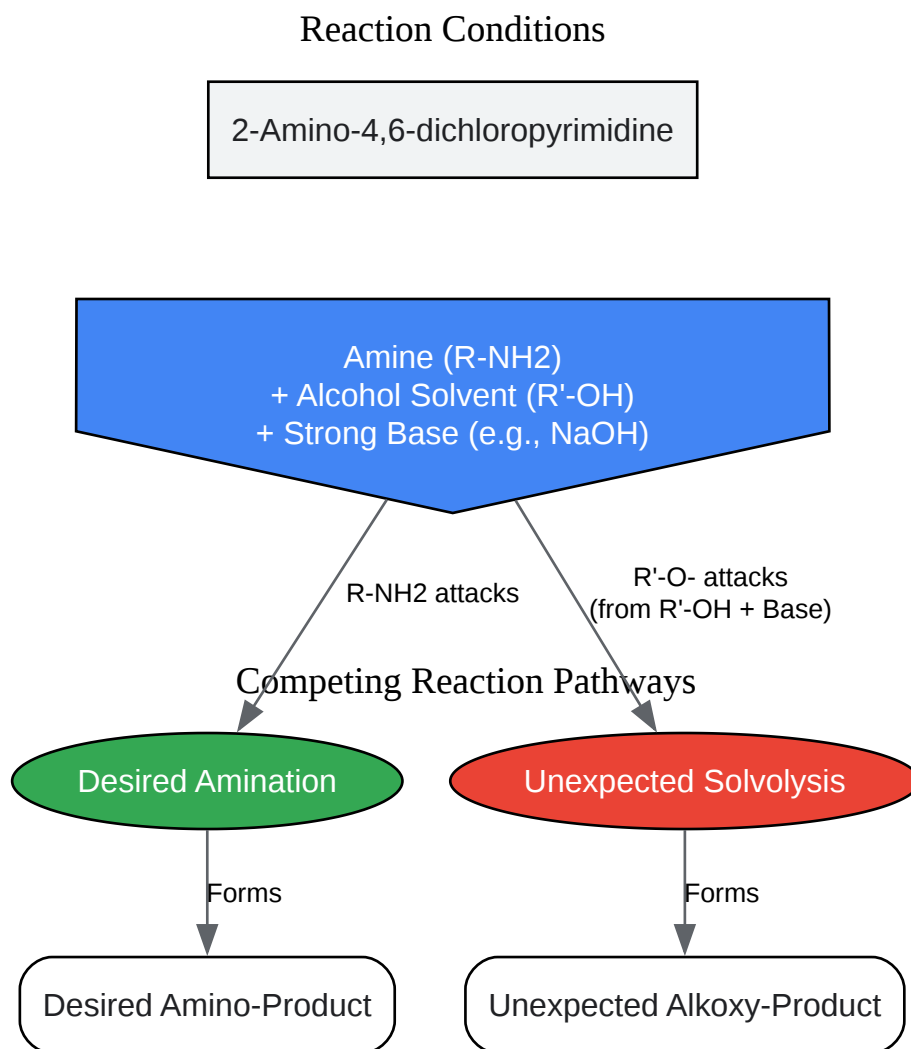 Reaction Conditions
2-Amino-4,6-dichloropyrimidine
Amine (R-NH2)
+ Alcohol Solvent (R'-OH)
+ Strong Base (e.g., NaOH)
R-NH2 attacks
R'-O- attacks
(from R'-OH + Base)
Competing Reaction Pathways
Desired Amination
Unexpected Solvolysis
Forms
Forms
Desired Amino-Product
Unexpected Alkoxy-Product